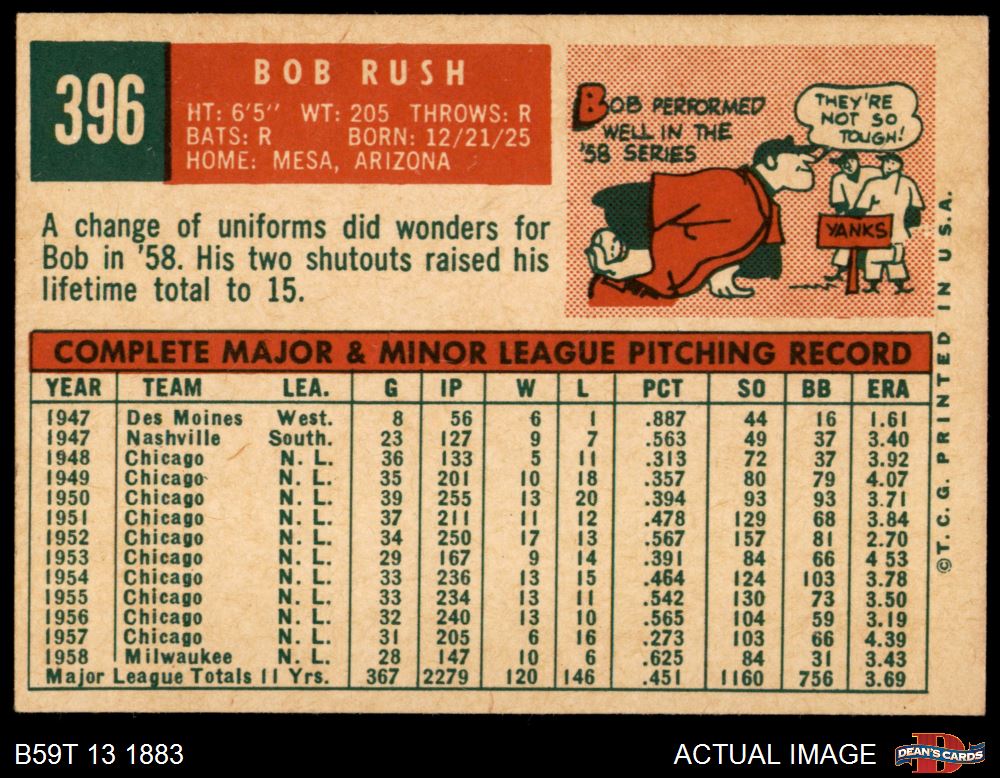 396
BOB RUSH
HT: 6'5" WT: 205 THROWS: R
BATS: R BORN: 12/21/25
HOME: MESA, ARIZONA
BOB PERFORMED
WELL IN THE
'58 SERIES
THEY'RE
NOT SO
TOUGH!
YANKS
A change of uniforms did wonders for
Bob in '58. His two shutouts raised his
lifetime total to 15.
COMPLETE MAJOR & MINOR LEAGUE PITCHING RECORD
YEAR TEAM LEA. G IP W L PCT SO BB ERA
1947 Des Moines West. 8 56 6 1 .887 44 16 1.61
1947 Nashville South. 23 127 9 7 .563 49 37 3.40
1948 Chicago N. L. 36 133 5 11 .313 72 37 3.92
1949 Chicago N. L. 35 201 10 18 .357 80 79 4.07
1950 Chicago N. L. 39 255 13 20 .394 93 93 3.71
1951 Chicago N. L. 37 211 11 12 .478 129 68 3.84
1952 Chicago N. L. 34 250 17 13 .567 157 81 2.70
1953 Chicago N. L. 29 167 9 14 .391 84 66 4 53
1954 Chicago N. L. 33 236 13 15 .464 124 103 3.78
1955 Chicago N. L. 33 234 13 11 .542 130 73 3.50
1956 Chicago N. L. 32 240 13 10 .565 104 59 3.19
1957 Chicago N. L. 31 205 6 16 .273 103 66 4.39
1958 Milwaukee N. L. 28 147 10 6 .625 84 31 3.43
Major League Totals 11 Yrs. 367 2279 120 146 .451 1160 756 3.69
©T. C. G. PRINTED IN U.S.A.
B59T 13 1883
ACTUAL IMAGE
DEAN'S CARDS